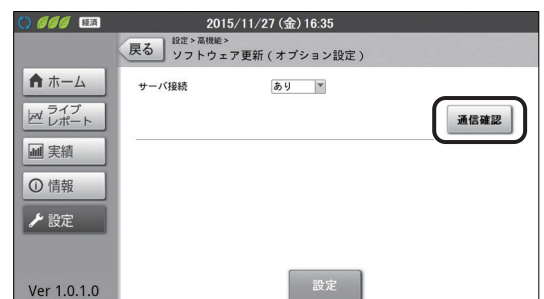 経済
2015/11/27 (金) 16:35
戻る
設定 > 高機能 >
ソフトウェア更新 ( オプション設定 )
ホーム
ライブ
レポート
実績
情報
設定
サーバ接続
あり
通信確認
設定
Ver 1.0.1.0